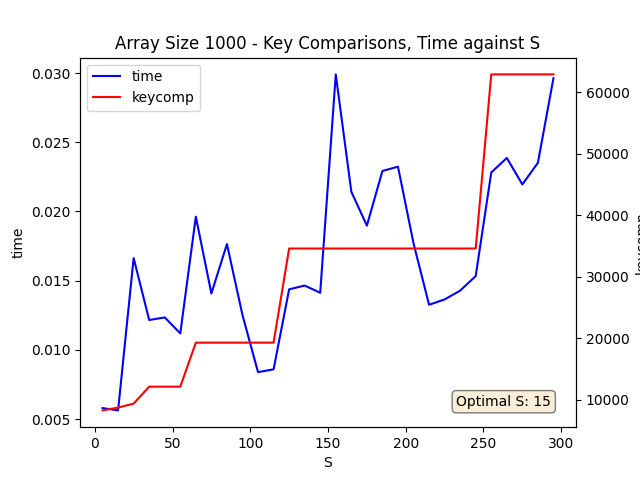 Array Size 1000 - Key Comparisons, Time against S
time
keycomp
0.030
0.025
0.020
0.015
0.010
0.005
time
60000
50000
40000
30000
20000
10000
keycomp
Optimal S: 15
0
50
100
150
200
250
300
S